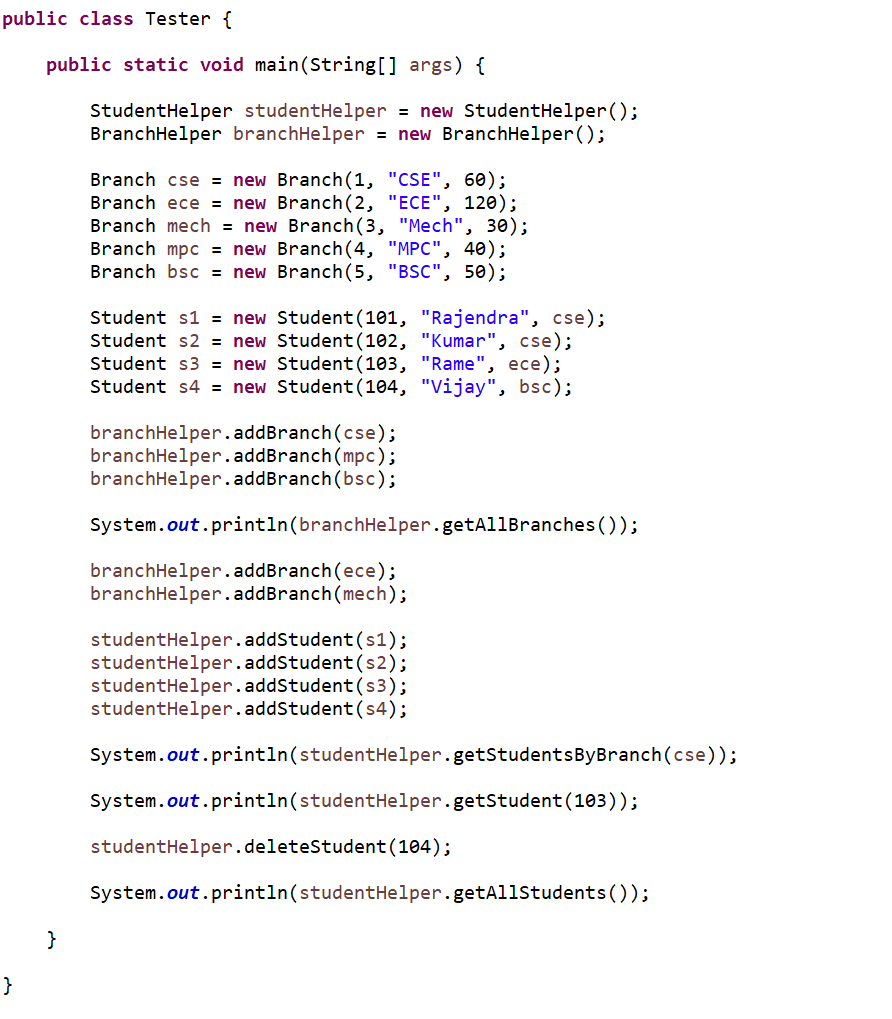 public class Tester {
public static void main(String[] args) {
StudentHelper studentHelper = new StudentHelper();
BranchHelper branchHelper = new BranchHelper();
Branch cse = new Branch(1, "CSE", 60);
Branch ece = new Branch(2, "ECE", 120);
Branch mech = new Branch(3, "Mech", 30);
Branch mpc = new Branch(4, "MPC", 40);
Branch bsc = new Branch(5, "BSC", 50);
Student s1 = new Student(101, "Rajendra", cse);
Student s2 = new Student(102, "Kumar", cse);
Student s3 = new Student(103, "Rame", ece);
Student s4 = new Student(104, "Vijay", bsc);
branchHelper.addBranch(cse);
branchHelper.addBranch(mpc);
branchHelper.addBranch(bsc);
System.out.println(branchHelper.getAllBranches());
branchHelper.addBranch(ece);
branchHelper.addBranch(mech);
studentHelper.addStudent(s1);
studentHelper.addStudent(s2);
studentHelper.addStudent(s3);
studentHelper.addStudent(s4);
System.out.println(studentHelper.getStudentsByBranch(cse));
System.out.println(studentHelper.getStudent(103));
studentHelper.deleteStudent(104);
System.out.println(studentHelper.getAllStudents());
}
}